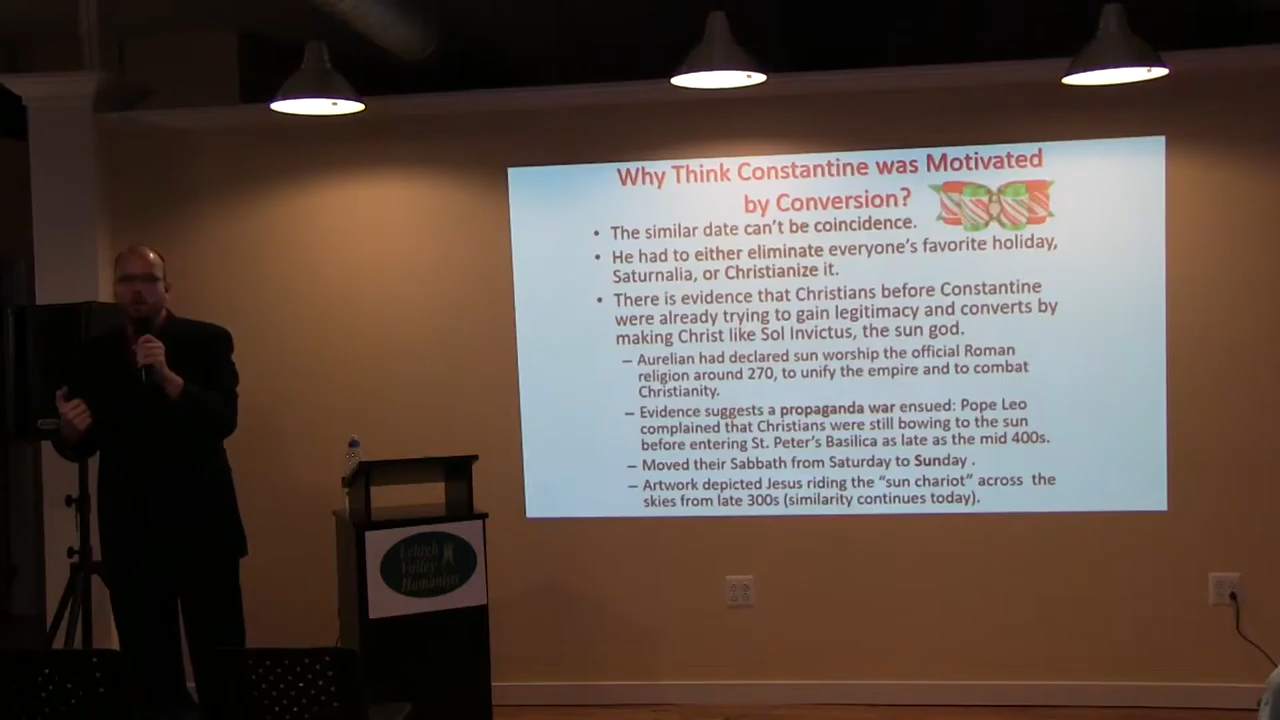 Why Think Constantine was Motivated
by Conversion?
• The similar date can't be coincidence.
• He had to either eliminate everyone's favorite holiday,
Saturnalia, or Christianize it.
• There is evidence that Christians before Constantine
were already trying to gain legitimacy and converts by
making Christ like Sol Invictus, the sun god.
– Aurelian had declared sun worship the official Roman
religion around 270, to unify the empire and to combat
Christianity.
– Evidence suggests a propaganda war ensued: Pope Leo
complained that Christians were still bowing to the sun
before entering St. Peter's Basilica as late as the mid 400s.
– Moved their Sabbath from Saturday to Sunday .
– Artwork depicted Jesus riding the "sun chariot" across the
skies from late 300s (similarity continues today).
Lehigh
Valley
Humanists